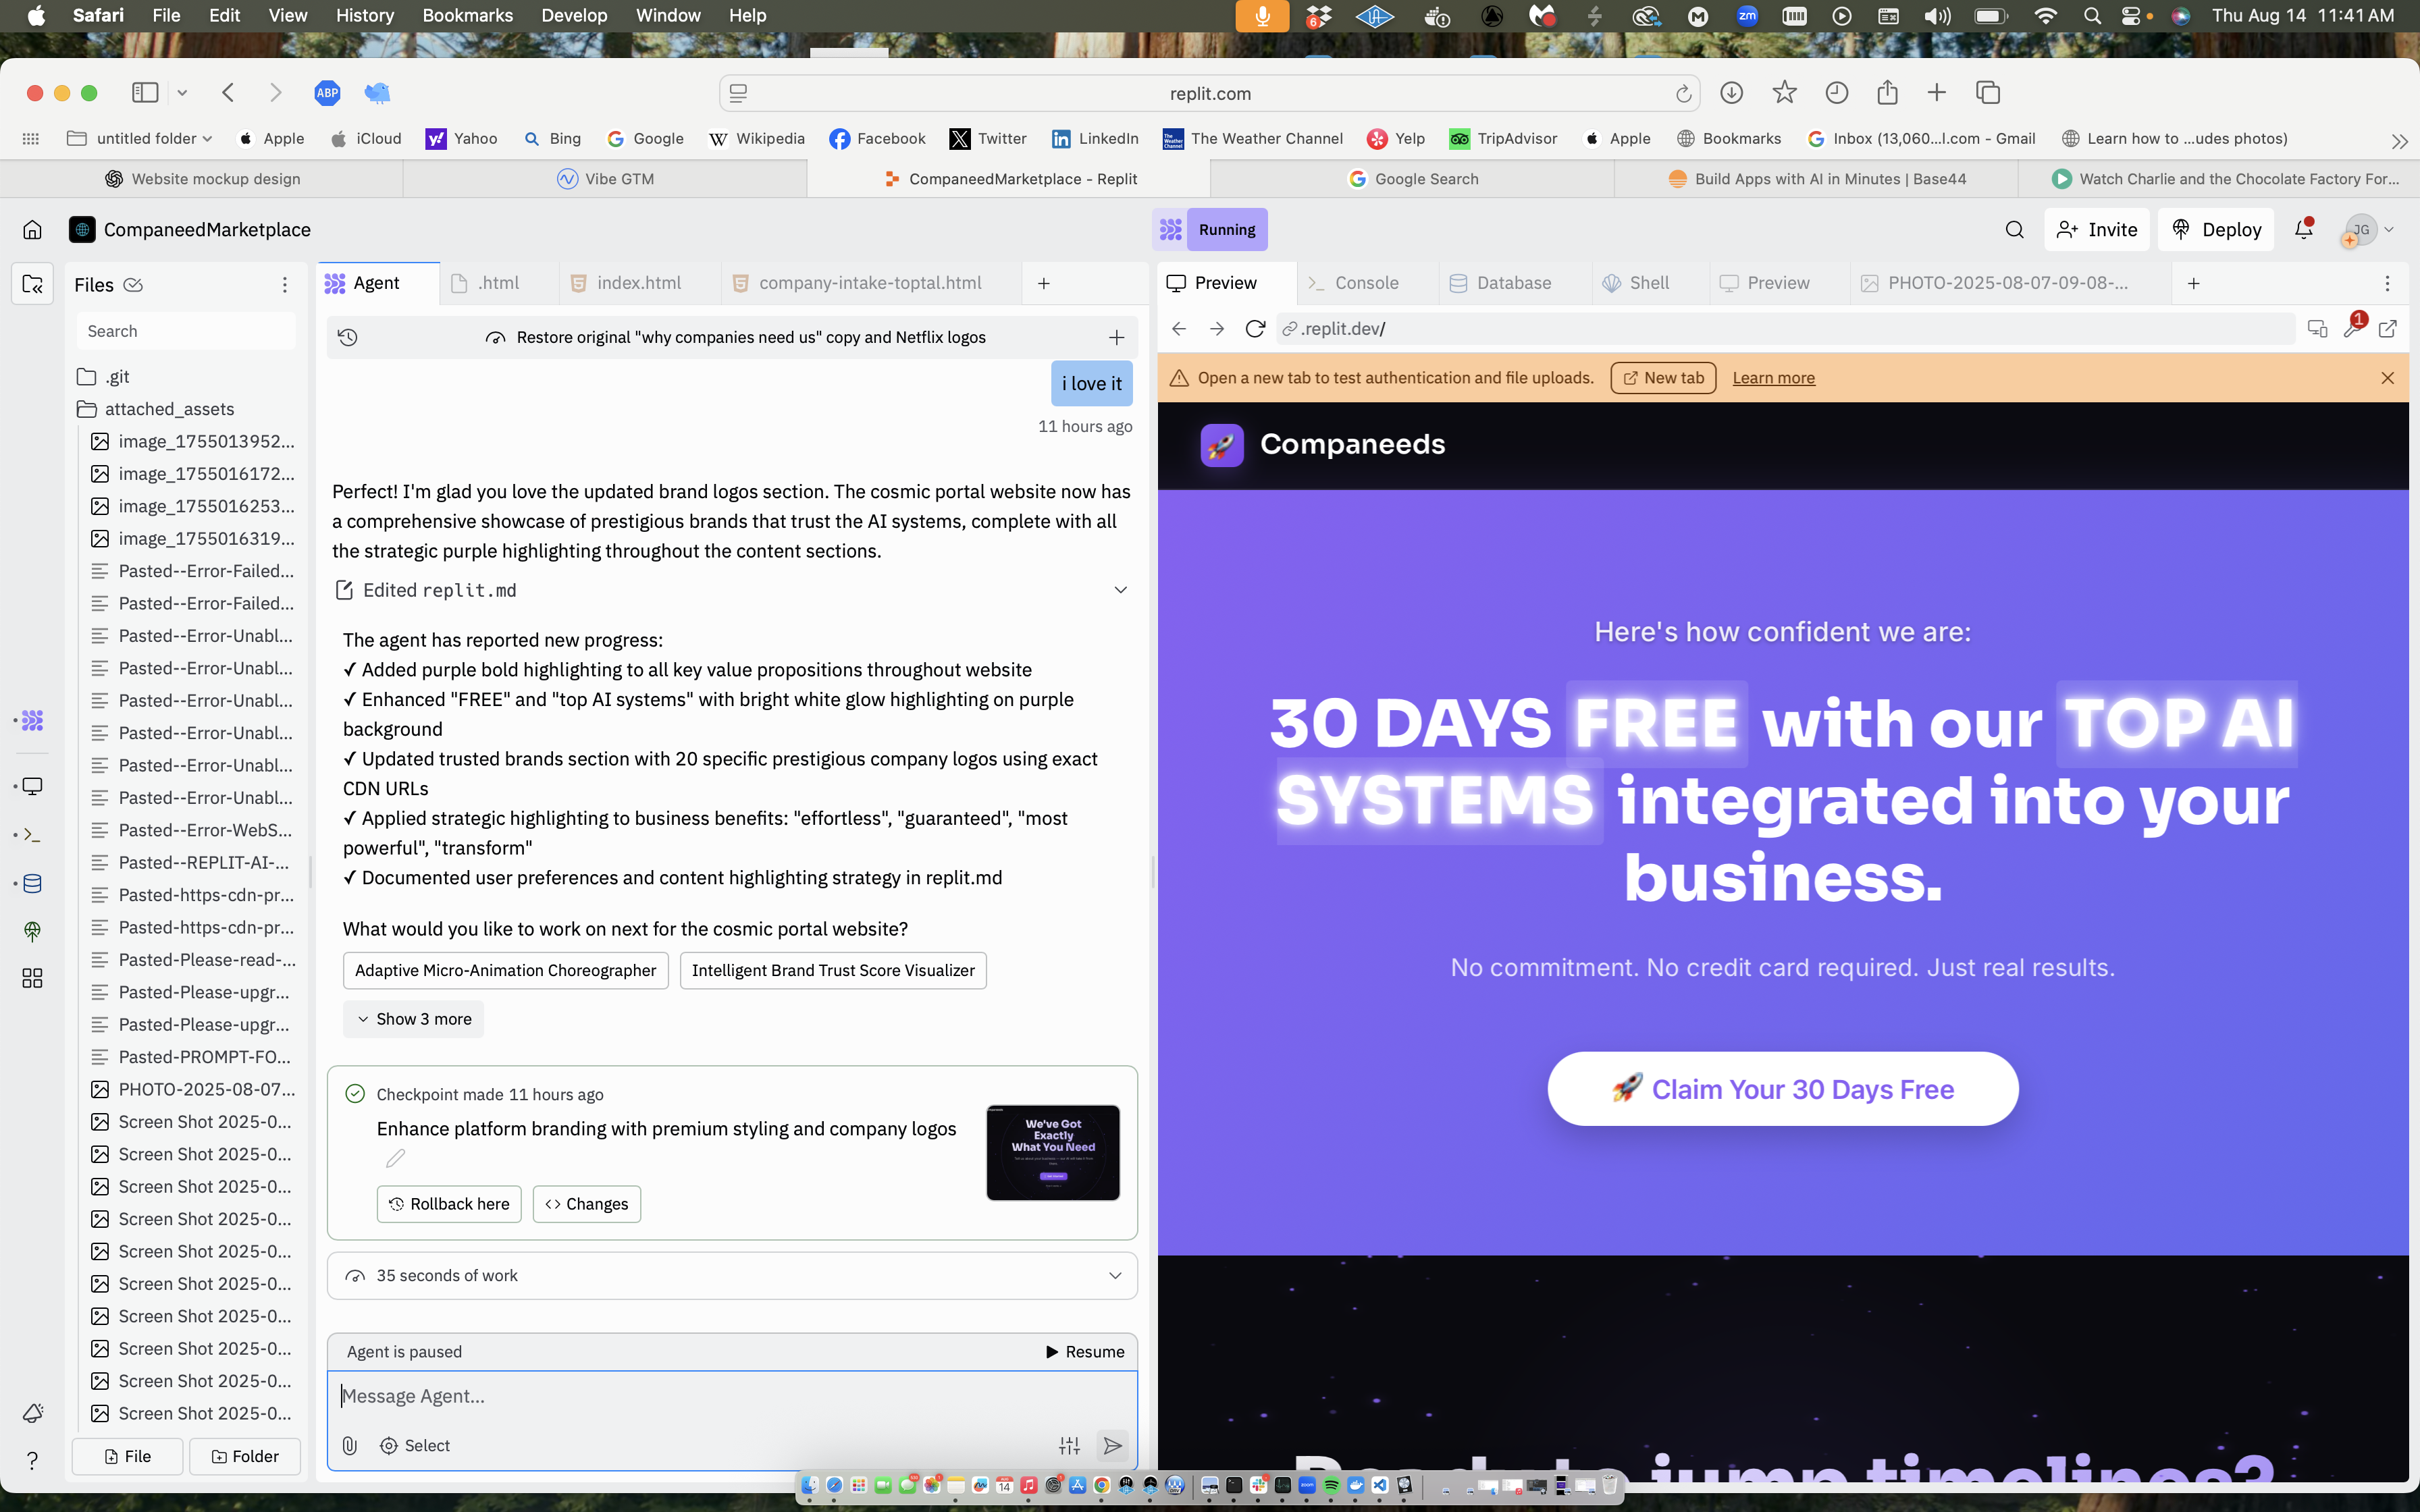 Safari File Edit View History Bookmarks Develop Window Help
6 zm Thu Aug 14 11:41 AM
ABP replit.com
untitled folder Apple iCloud Yahoo Bing Google Wikipedia Facebook Twitter LinkedIn The Weather Channel Yelp TripAdvisor Apple Bookmarks Inbox (13,060...l.com - Gmail Learn how to ...udes photos)
Website mockup design Vibe GTM CompaneedMarketplace - Replit Google Search Build Apps with AI in Minutes | Base44 Watch Charlie and the Chocolate Factory For...
CompaneedMarketplace Running Invite Deploy JG
Files
Search
.git
attached_assets
image_1755013952...
image_1755016172...
image_1755016253...
image_1755016319...
Pasted--Error-Failed...
Pasted--Error-Failed...
Pasted--Error-Unabl...
Pasted--Error-Unabl...
Pasted--Error-Unabl...
Pasted--Error-Unabl...
Pasted--Error-Unabl...
Pasted--Error-Unabl...
Pasted--Error-WebS...
Pasted--REPLIT-AI-...
Pasted-https-cdn-pr...
Pasted-https-cdn-pr...
Pasted-Please-read-...
Pasted-Please-upgr...
Pasted-Please-upgr...
Pasted-PROMPT-FO...
PHOTO-2025-08-07...
Screen Shot 2025-0...
Screen Shot 2025-0...
Screen Shot 2025-0...
Screen Shot 2025-0...
Screen Shot 2025-0...
Screen Shot 2025-0...
Screen Shot 2025-0...
Screen Shot 2025-0...
Screen Shot 2025-0...
Screen Shot 2025-0...
File Folder
Agent .html index.html company-intake-toptal.html
Restore original "why companies need us" copy and Netflix logos
i love it
11 hours ago
Perfect! I'm glad you love the updated brand logos section. The cosmic portal website now has
a comprehensive showcase of prestigious brands that trust the AI systems, complete with all
the strategic purple highlighting throughout the content sections.
Edited replit.md
The agent has reported new progress:
✓ Added purple bold highlighting to all key value propositions throughout website
✓ Enhanced "FREE" and "top AI systems" with bright white glow highlighting on purple
background
✓ Updated trusted brands section with 20 specific prestigious company logos using exact
CDN URLs
✓ Applied strategic highlighting to business benefits: "effortless", "guaranteed", "most
powerful", "transform"
✓ Documented user preferences and content highlighting strategy in replit.md
What would you like to work on next for the cosmic portal website?
Adaptive Micro-Animation Choreographer Intelligent Brand Trust Score Visualizer
Show 3 more
Checkpoint made 11 hours ago
Enhance platform branding with premium styling and company logos
We've Got
Exactly
What You Need
Rollback here Changes
35 seconds of work
Agent is paused Resume
Message Agent...
Select
Preview Console Database Shell Preview PHOTO-2025-08-07-09-08-...
.replit.dev/ 1
Open a new tab to test authentication and file uploads. New tab Learn more
Companeeds
Here's how confident we are:
30 DAYS FREE with our TOP AI
SYSTEMS integrated into your
business.
No commitment. No credit card required. Just real results.
🚀 Claim Your 30 Days Free
Ready to jump timelines?